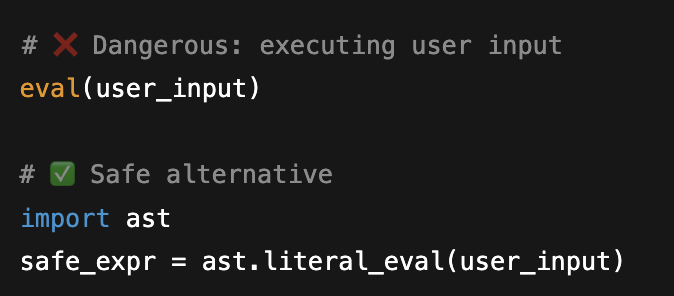 # ❌ Dangerous: executing user input
eval(user_input)
# ✅ Safe alternative
import ast
safe_expr = ast.literal_eval(user_input)